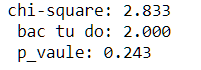 chi-square: 2.833
bac tu do: 2.000
p_vaule: 0.243